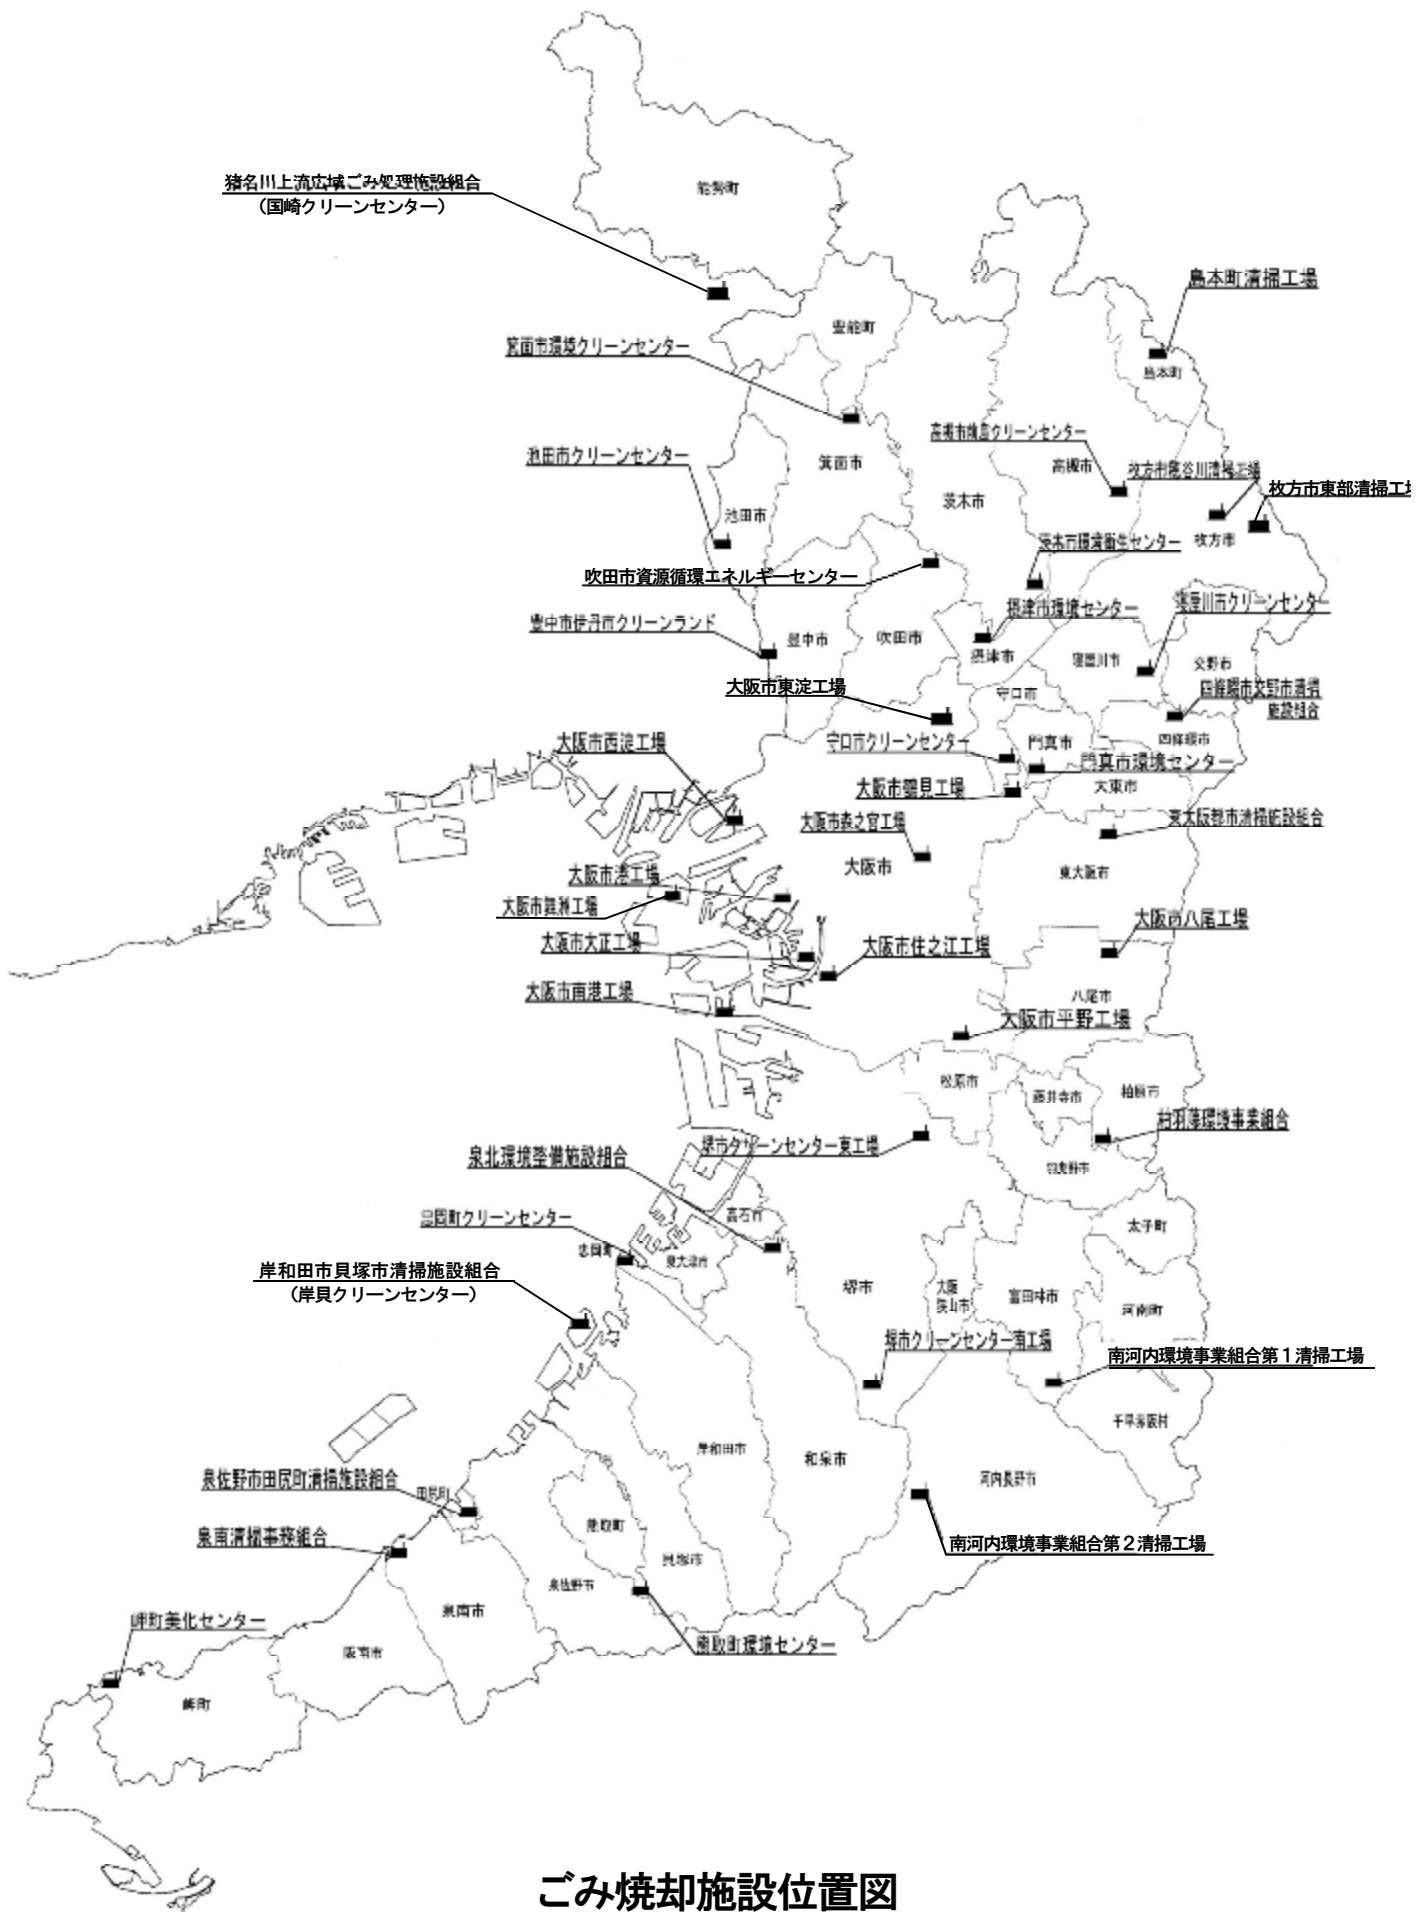 能勢町
猪名川上流広域ごみ処理施設組合
（国崎クリーンセンター）
島本町清掃工場
豊能町
箕面市環境クリーンセンター
島本町
高槻市前島クリーンセンター
池田市クリーンセンター
箕面市
高槻市
枚方市穂谷川清掃工場
枚方市東部清掃工場
茨木市
池田市
茨木市環境衛生センター
枚方市
吹田市資源循環エネルギーセンター
摂津市環境センター
寝屋川市クリーンセンター
豊中市伊丹市クリーンランド
豊中市
吹田市
摂津市
寝屋川市
交野市
大阪市東淀工場
守口市
四條畷市交野市清掃
施設組合
大阪市西淀工場
守口市クリーンセンター
門真市
四條畷市
門真市環境センター
大阪市鶴見工場
大東市
大阪市森之宮工場
東大阪都市清掃施設組合
大阪市
東大阪市
大阪市港工場
大阪市舞洲工場
大阪市八尾工場
大阪市大正工場
大阪市住之江工場
大阪市南港工場
八尾市
大阪市平野工場
松原市
藤井寺市
柏原市
柏羽藤環境事業組合
堺市クリーンセンター東工場
泉北環境整備施設組合
羽曳野市
高石市
忠岡町クリーンセンター
太子町
忠岡町
泉大津市
岸和田市貝塚市清掃施設組合
（岸貝クリーンセンター）
堺市
大阪
狭山市
富田林市
河南町
堺市クリーンセンター南工場
南河内環境事業組合第１清掃工場
千早赤阪村
岸和田市
和泉市
河内長野市
泉佐野市田尻町清掃施設組合
田尻町
熊取町
泉南清掃事務組合
南河内環境事業組合第２清掃工場
貝塚市
泉佐野市
泉南市
岬町美化センター
熊取町環境センター
阪南市
岬町
ごみ焼却施設位置図